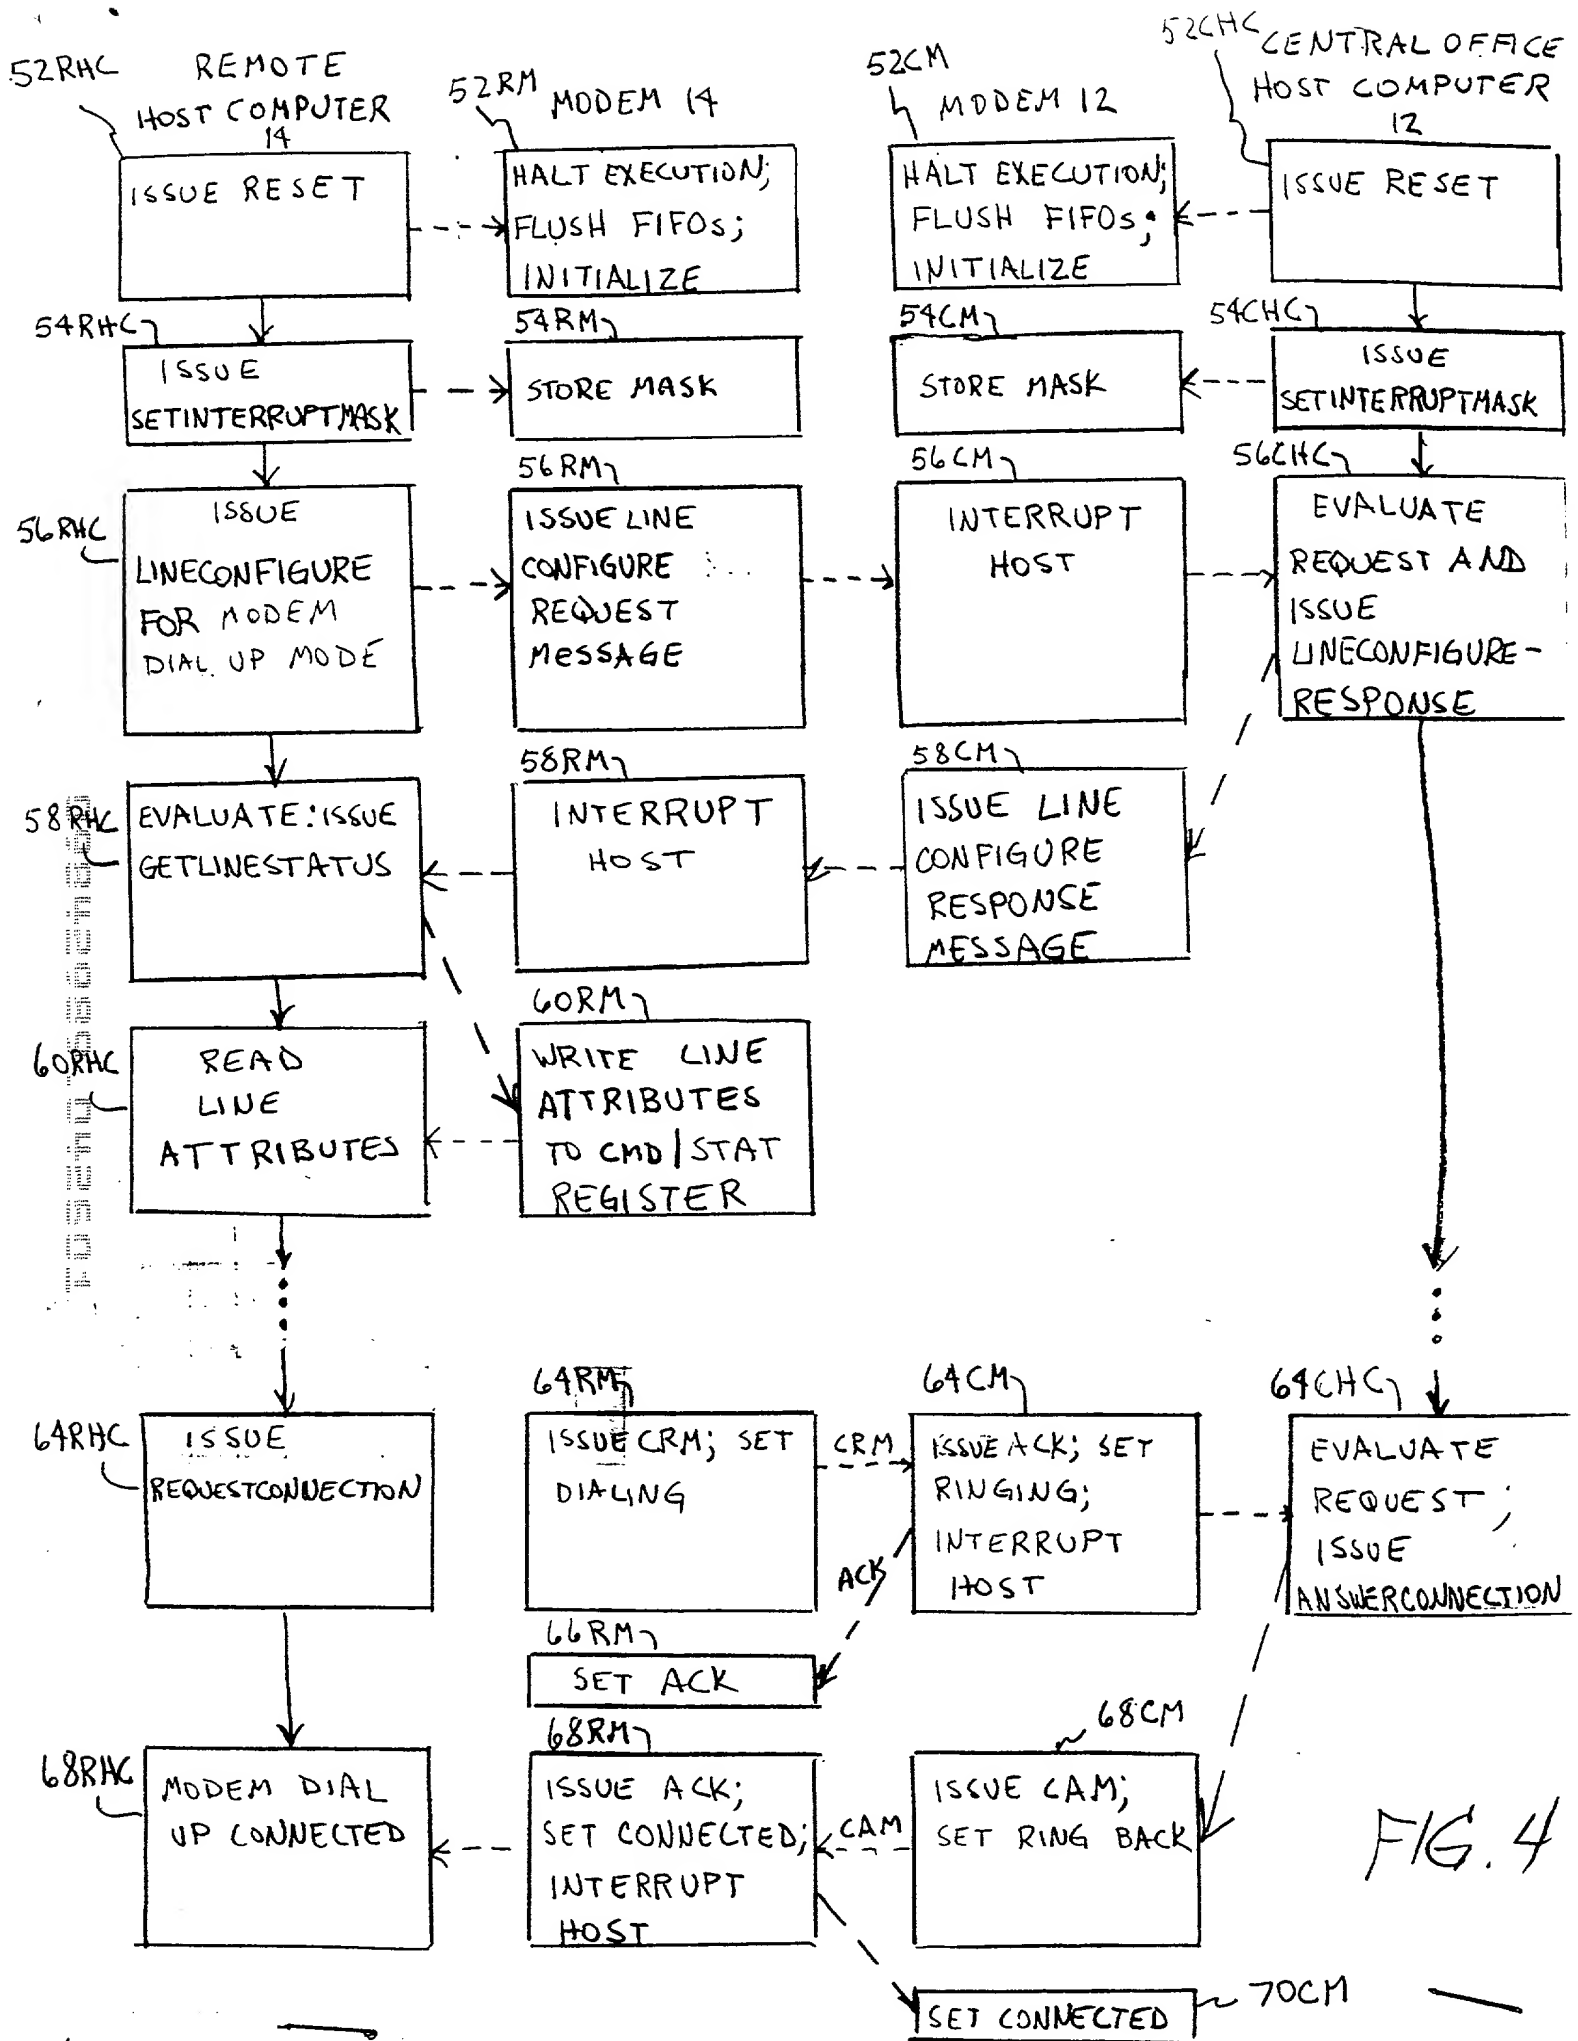 52RHC
REMOTE
HOST COMPUTER
14
52RM
MODEM 14
52CM
MODEM 12
52CHC
CENTRAL OFFICE
HOST COMPUTER
12
ISSUE RESET
HALT EXECUTION;
FLUSH FIFOs;
INITIALIZE
HALT EXECUTION;
FLUSH FIFOs;
INITIALIZE
ISSUE RESET
54RHC
54RM
54CM
54CHC
ISSUE
SETINTERRUPTMASK
STORE MASK
STORE MASK
ISSUE
SETINTERRUPTMASK
56RHC
56RM
56CM
56CHC
ISSUE
LINECONFIGURE
FOR MODEM
DIAL UP MODE
ISSUE LINE
CONFIGURE
REQUEST
MESSAGE
INTERRUPT
HOST
EVALUATE
REQUEST AND
ISSUE
LINECONFIGURE-
RESPONSE
58RHC
58RM
58CM
EVALUATE: ISSUE
GETLINESTATUS
INTERRUPT
HOST
ISSUE LINE
CONFIGURE
RESPONSE
MESSAGE
60RHC
60RM
READ
LINE
ATTRIBUTES
WRITE LINE
ATTRIBUTES
TO CMD/STAT
REGISTER
64RHC
64RM
64CM
64CHC
ISSUE
REQUESTCONNECTION
ISSUE CRM; SET
DIALING
CRM
ISSUE ACK; SET
RINGING;
INTERRUPT
HOST
EVALUATE
REQUEST;
ISSUE
ANSWERCONNECTION
ACK
66RM
SET ACK
68RHC
68RM
68CM
MODEM DIAL
UP CONNECTED
ISSUE ACK;
SET CONNECTED;
INTERRUPT
HOST
CAM
ISSUE CAM;
SET RING BACK
FIG. 4
SET CONNECTED
70CM